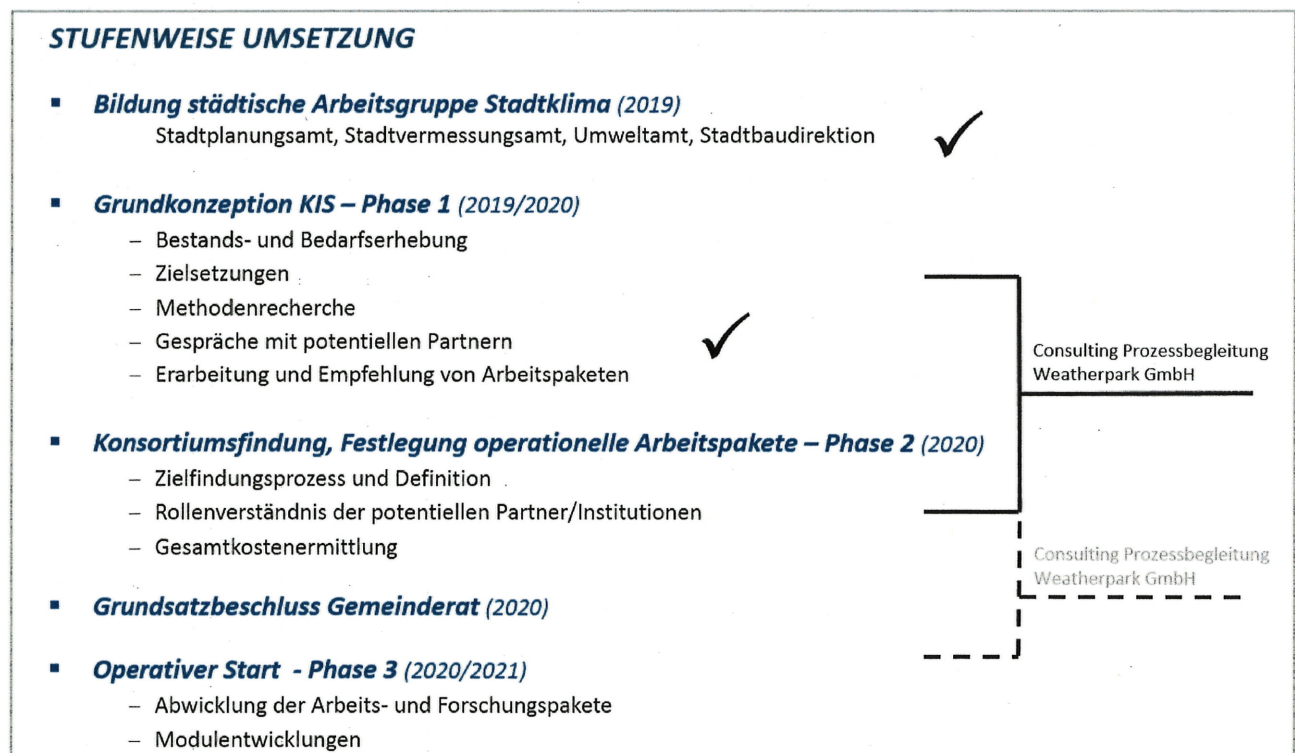 STUFENWEISE UMSETZUNG
▪ Bildung städtische Arbeitsgruppe Stadtklima (2019)
Stadtplanungsamt, Stadtvermessungsamt, Umweltamt, Stadtbaudirektion
▪ Grundkonzeption KIS – Phase 1 (2019/2020)
– Bestands- und Bedarfserhebung
– Zielsetzungen
– Methodenrecherche
– Gespräche mit potentiellen Partnern
– Erarbeitung und Empfehlung von Arbeitspaketen
Consulting Prozessbegleitung
Weatherpark GmbH
▪ Konsortiumsfindung, Festlegung operationelle Arbeitspakete – Phase 2 (2020)
– Zielfindungsprozess und Definition
– Rollenverständnis der potentiellen Partner/Institutionen
– Gesamtkostenermittlung
Consulting Prozessbegleitung
Weatherpark GmbH
▪ Grundsatzbeschluss Gemeinderat (2020)
▪ Operativer Start - Phase 3 (2020/2021)
– Abwicklung der Arbeits- und Forschungspakete
– Modulentwicklungen